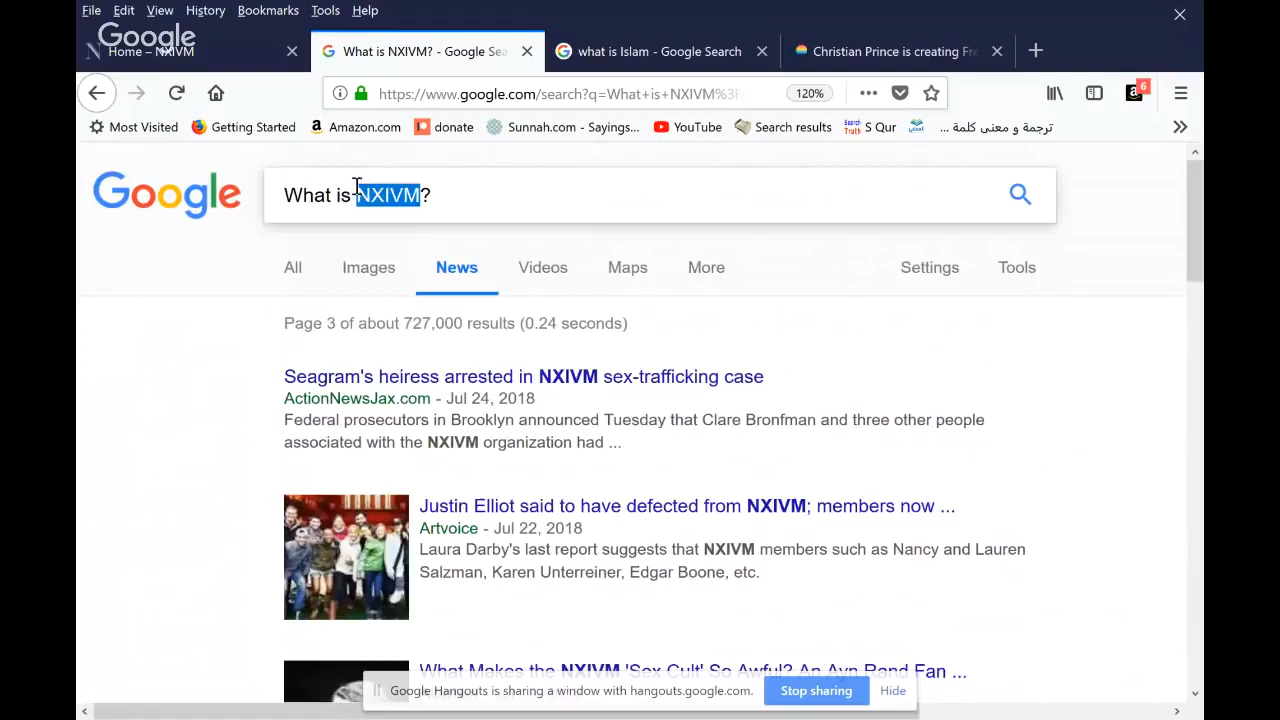 File Edit View History Bookmarks Tools Help
Google
N Home – NXIVM
What is NXIVM? - Google Sea
what is Islam - Google Search
Christian Prince is creating Fre
https://www.google.com/search?q=What+is+NXIVM%3F
120%
6
Most Visited Getting Started Amazon.com donate Sunnah.com - Sayings... YouTube Search results Search Truth S Qur ترجمة و معنى كلمة ...
Google
What is NXIVM?
All Images News Videos Maps More Settings Tools
Page 3 of about 727,000 results (0.24 seconds)
Seagram's heiress arrested in NXIVM sex-trafficking case
ActionNewsJax.com - Jul 24, 2018
Federal prosecutors in Brooklyn announced Tuesday that Clare Bronfman and three other people
associated with the NXIVM organization had ...
Justin Elliot said to have defected from NXIVM; members now ...
Artvoice - Jul 22, 2018
Laura Darby's last report suggests that NXIVM members such as Nancy and Lauren
Salzman, Karen Unterreiner, Edgar Boone, etc.
What Makes the NXIVM 'Sex Cult' So Awful? An Ayn Rand Fan ...
Google Hangouts is sharing a window with hangouts.google.com. Stop sharing Hide